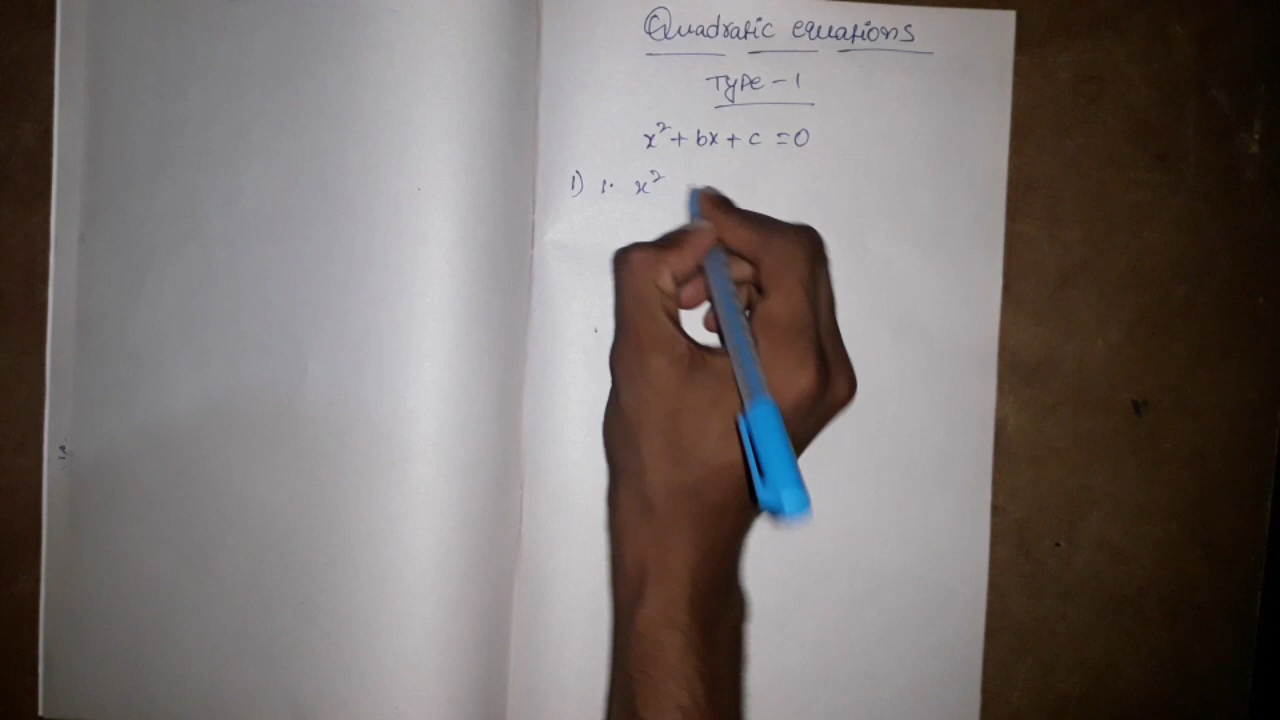 Quadratic equations
Type - 1
x² + bx + c = 0
1) 1. x²